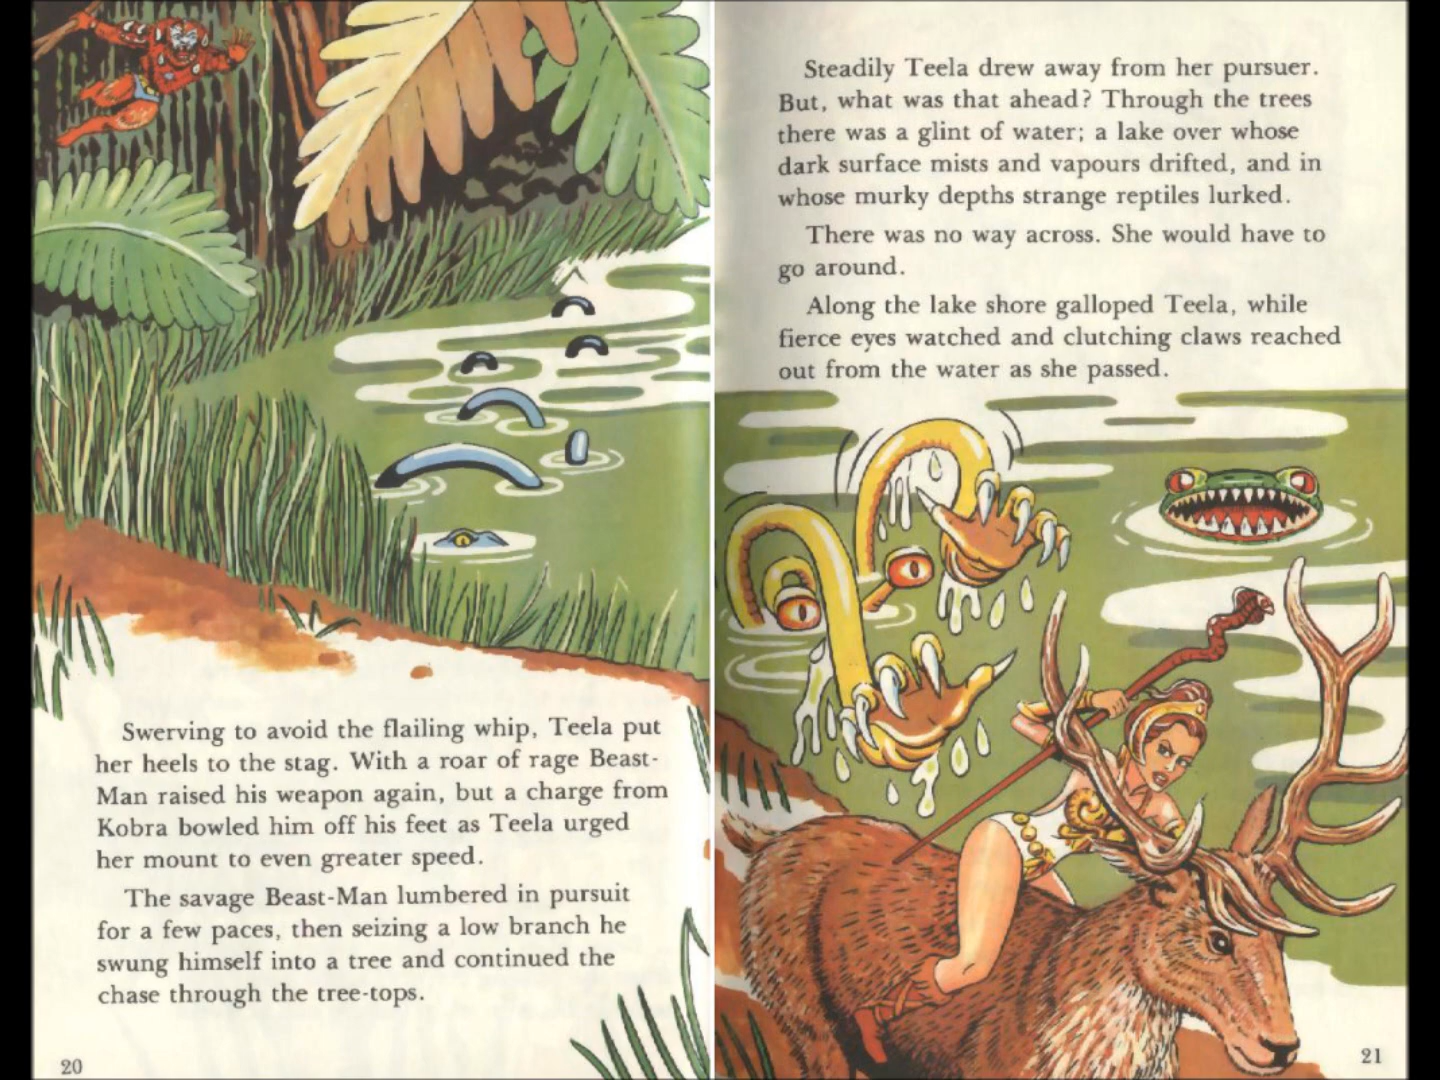 Swerving to avoid the flailing whip, Teela put
her heels to the stag. With a roar of rage Beast-
Man raised his weapon again, but a charge from
Kobra bowled him off his feet as Teela urged
her mount to even greater speed.
The savage Beast-Man lumbered in pursuit
for a few paces, then seizing a low branch he
swung himself into a tree and continued the
chase through the tree-tops.
20
Steadily Teela drew away from her pursuer.
But, what was that ahead? Through the trees
there was a glint of water; a lake over whose
dark surface mists and vapours drifted, and in
whose murky depths strange reptiles lurked.
There was no way across. She would have to
go around.
Along the lake shore galloped Teela, while
fierce eyes watched and clutching claws reached
out from the water as she passed.
21